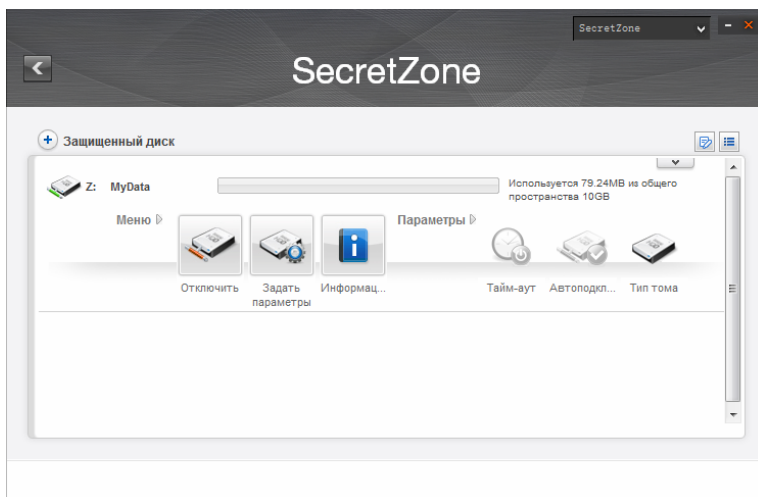 SecretZone
SecretZone
Защищенный диск
Z: MyData
Используется 79.24MB из общего
пространства 10GB
Меню
Параметры
Отключить
Задать
параметры
Информац...
Тайм-аут
Автоподкл...
Тип тома